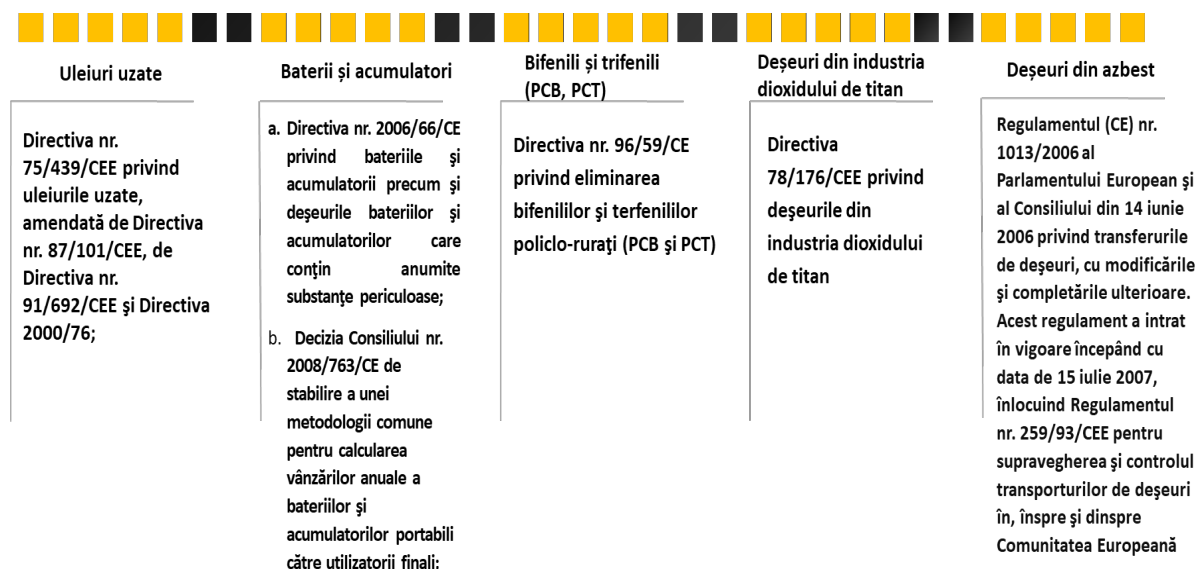 Uleiuri uzate
Directiva nr.
75/439/CEE privind
uleiurile uzate,
amendată de Directiva
nr. 87/101/CEE, de
Directiva nr.
91/692/CEE şi Directiva
2000/76;
Baterii și acumulatori
a. Directiva nr. 2006/66/CE
privind bateriile şi
acumulatorii precum şi
deşeurile bateriilor şi
acumulatorilor care
conţin anumite
substanţe periculoase;
b. Decizia Consiliului nr.
2008/763/CE de
stabilire a unei
metodologii comune
pentru calcularea
vânzărilor anuale a
bateriilor şi
acumulatorilor portabili
către utilizatorii finali;
Bifenili și trifenili
(PCB, PCT)
Directiva nr. 96/59/CE
privind eliminarea
bifenililor şi terfenililor
policlo-ruraţi (PCB şi PCT)
Deșeuri din industria
dioxidului de titan
Directiva
78/176/CEE privind
deşeurile din
industria dioxidului
de titan
Deșeuri din azbest
Regulamentul (CE) nr.
1013/2006 al
Parlamentului European şi
al Consiliului din 14 iunie
2006 privind transferurile
de deşeuri, cu modificările
şi completările ulterioare.
Acest regulament a intrat
în vigoare începând cu
data de 15 iulie 2007,
înlocuind Regulamentul
nr. 259/93/CEE pentru
supravegherea şi controlul
transporturilor de deşeuri
în, înspre şi dinspre
Comunitatea Europeană